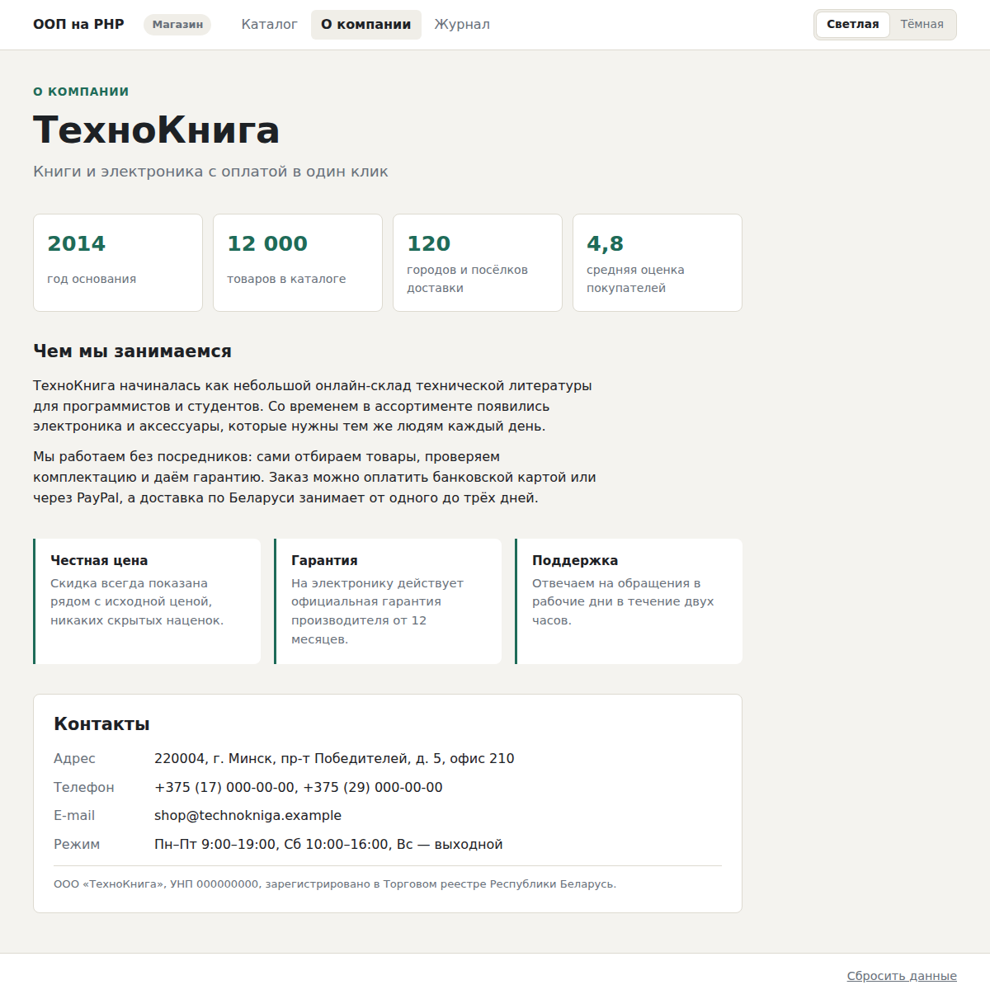 ООП на PHP
Магазин
Каталог
О компании
Журнал
Светлая
Тёмная
О КОМПАНИИ
ТехноКнига
Книги и электроника с оплатой в один клик
2014
год основания
12 000
товаров в каталоге
120
городов и посёлков
доставки
4,8
средняя оценка
покупателей
Чем мы занимаемся
ТехноКнига начиналась как небольшой онлайн-склад технической литературы
для программистов и студентов. Со временем в ассортименте появились
электроника и аксессуары, которые нужны тем же людям каждый день.
Мы работаем без посредников: сами отбираем товары, проверяем
комплектацию и даём гарантию. Заказ можно оплатить банковской картой или
через PayPal, а доставка по Беларуси занимает от одного до трёх дней.
Честная цена
Скидка всегда показана
рядом с исходной ценой,
никаких скрытых наценок.
Гарантия
На электронику действует
официальная гарантия
производителя от 12
месяцев.
Поддержка
Отвечаем на обращения в
рабочие дни в течение двух
часов.
Контакты
Адрес 220004, г. Минск, пр-т Победителей, д. 5, офис 210
Телефон +375 (17) 000-00-00, +375 (29) 000-00-00
E-mail shop@technokniga.example
Режим Пн–Пт 9:00–19:00, Сб 10:00–16:00, Вс — выходной
ООО «ТехноКнига», УНП 000000000, зарегистрировано в Торговом реестре Республики Беларусь.
Сбросить данные